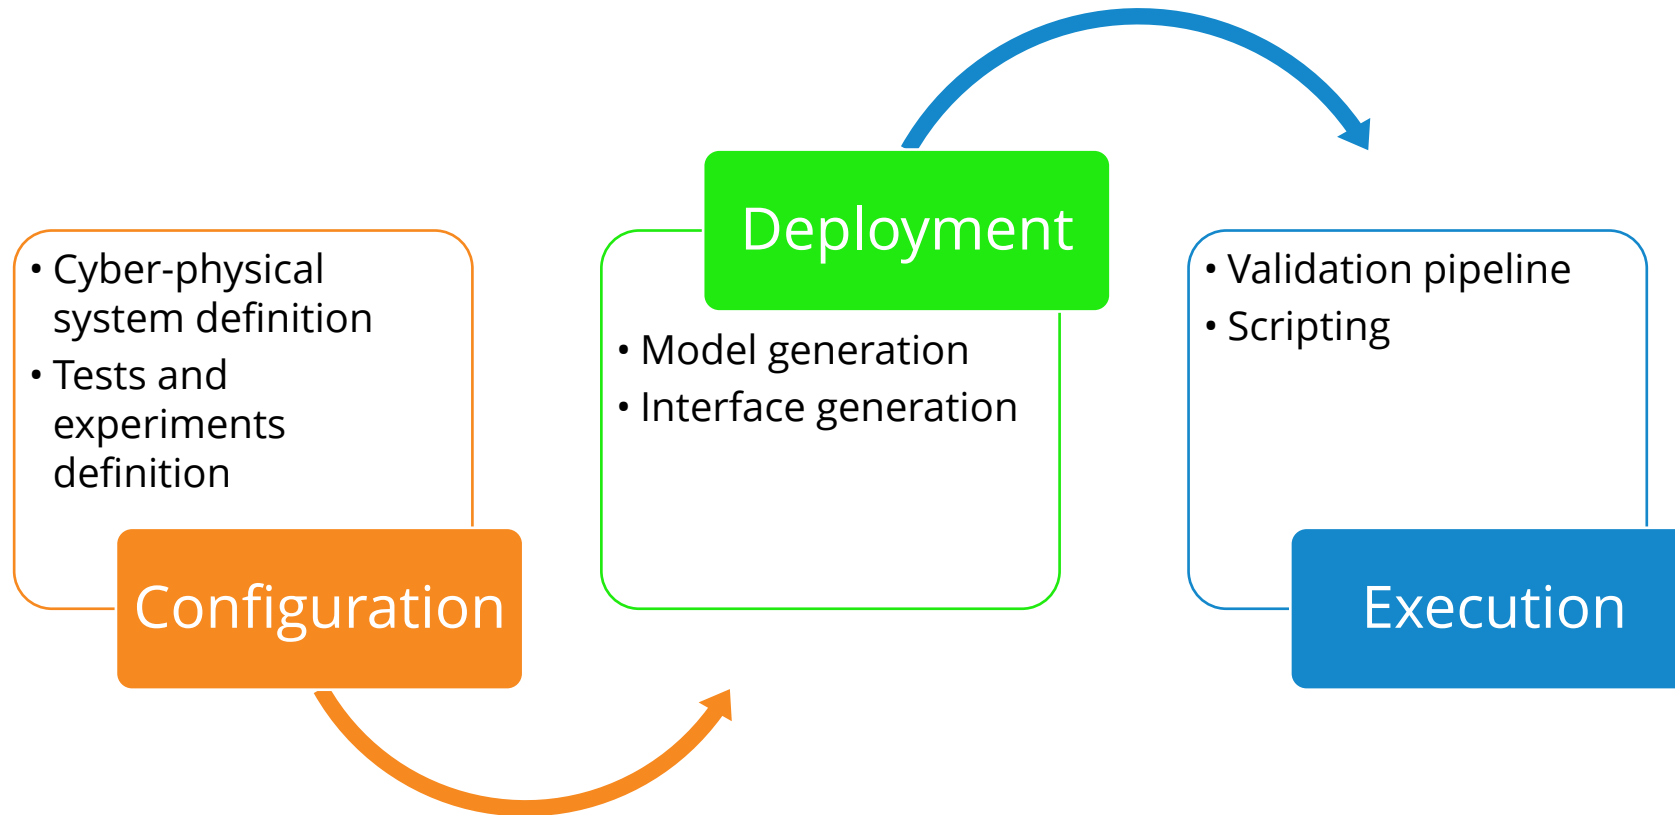 • Cyber-physical
system definition
• Tests and
experiments
definition
Configuration
Deployment
• Model generation
• Interface generation
• Validation pipeline
• Scripting
Execution